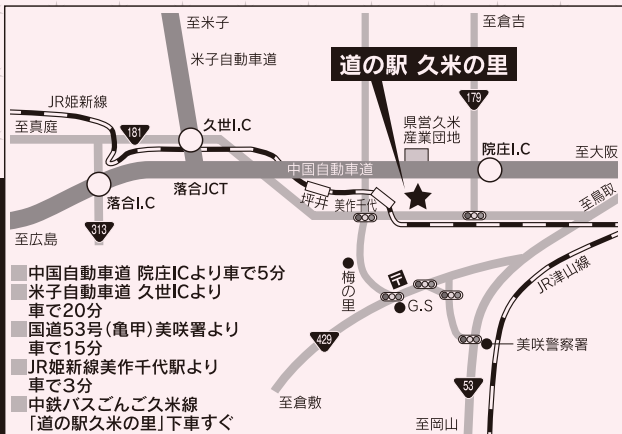 至米子
至倉吉
米子自動車道
道の駅 久米の里
JR姫新線
179
至真庭
181
久世I.C
県営久米
産業団地
院庄I.C
中国自動車道
至大阪
落合JCT
落合I.C
坪井
美作千代
至鳥取
313
至広島
JR津山線
中国自動車道 院庄ICより車で5分
米子自動車道 久世ICより
車で20分
国道53号(亀甲)美咲署より
車で15分
JR姫新線美作千代駅より
車で3分
中鉄バスごんご久米線
「道の駅久米の里」下車すぐ
梅の里
〒
G.S
429
美咲警察署
53
至倉敷
至岡山